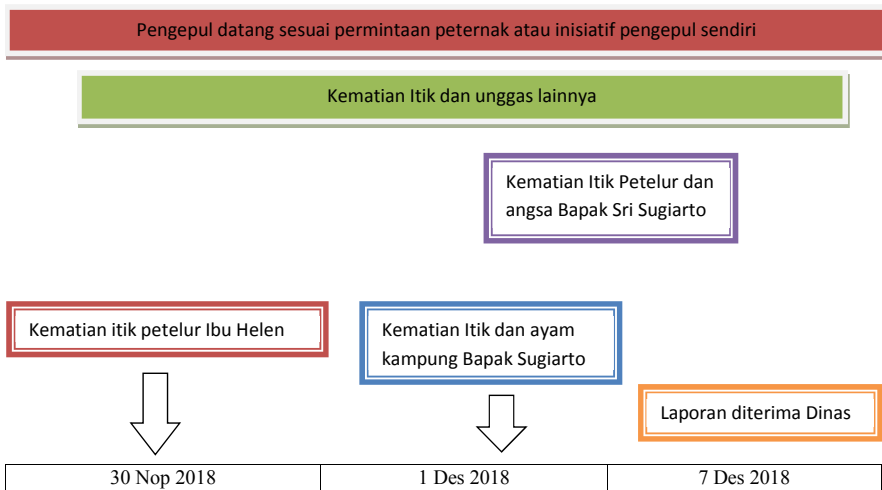 Pengepul datang sesuai permintaan peternak atau inisiatif pengepul sendiri
Kematian Itik dan unggas lainnya
Kematian Itik Petelur dan
angsa Bapak Sri Sugiarto
Kematian itik petelur Ibu Helen
Kematian Itik dan ayam
kampung Bapak Sugiarto
Laporan diterima Dinas
30 Nop 2018
1 Des 2018
7 Des 2018